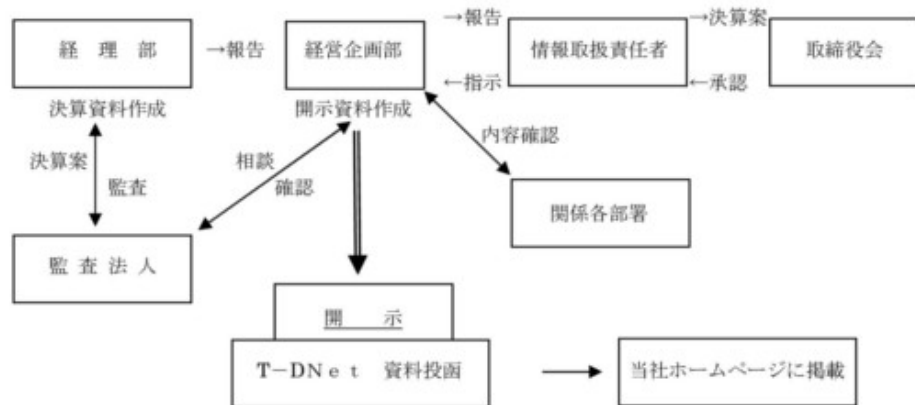 →報告 →決算案
経 理 部 →報告 経営企画部 情報取扱責任者 取締役会
←指示 ←承認
決算資料作成 開示資料作成
内容確認
決算案 相談
監査 確認
関係各部署
監 査 法 人
開 示
T-DNet 資料投函 当社ホームページに掲載